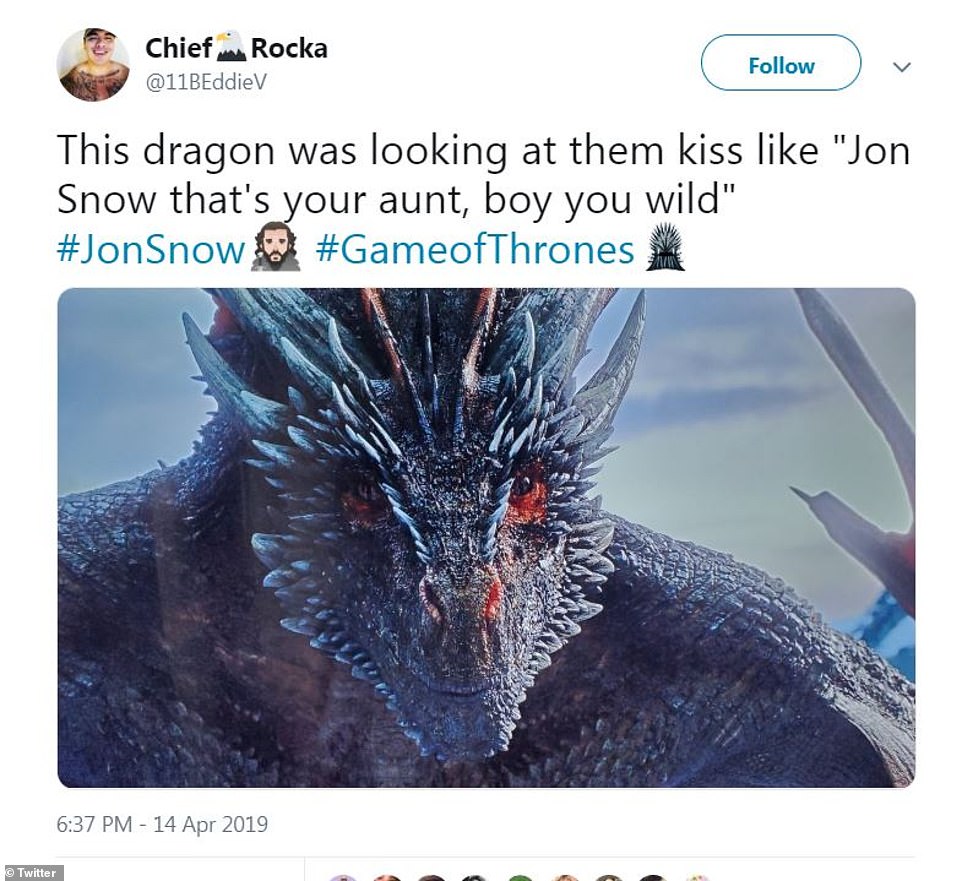 Chief🦅Rocka
@11BEddieV
Follow
This dragon was looking at them kiss like "Jon
Snow that's your aunt, boy you wild"
#JonSnow #GameofThrones
6:37 PM - 14 Apr 2019
© Twitter